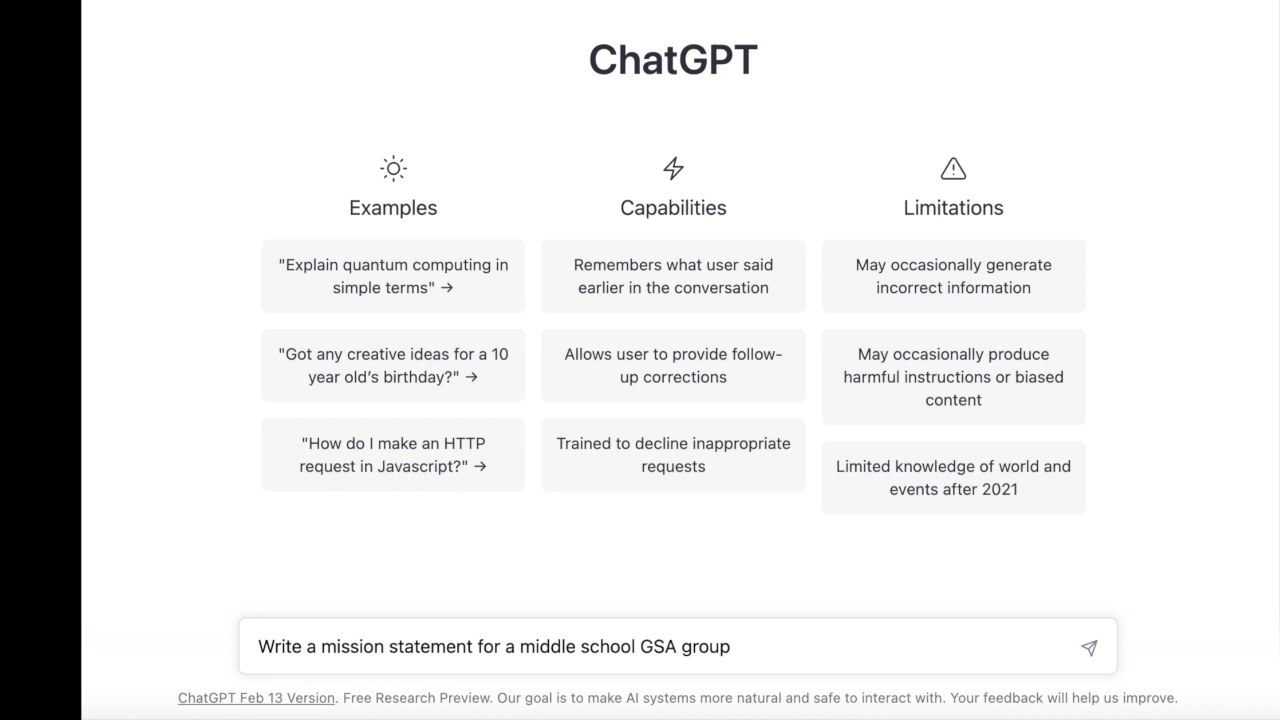 ChatGPT
Examples
"Explain quantum computing in
simple terms" →
"Got any creative ideas for a 10
year old's birthday?" →
"How do I make an HTTP
request in Javascript?" →
Capabilities
Remembers what user said
earlier in the conversation
Allows user to provide follow-
up corrections
Trained to decline inappropriate
requests
Limitations
May occasionally generate
incorrect information
May occasionally produce
harmful instructions or biased
content
Limited knowledge of world and
events after 2021
Write a mission statement for a middle school GSA group
ChatGPT Feb 13 Version. Free Research Preview. Our goal is to make AI systems more natural and safe to interact with. Your feedback will help us improve.